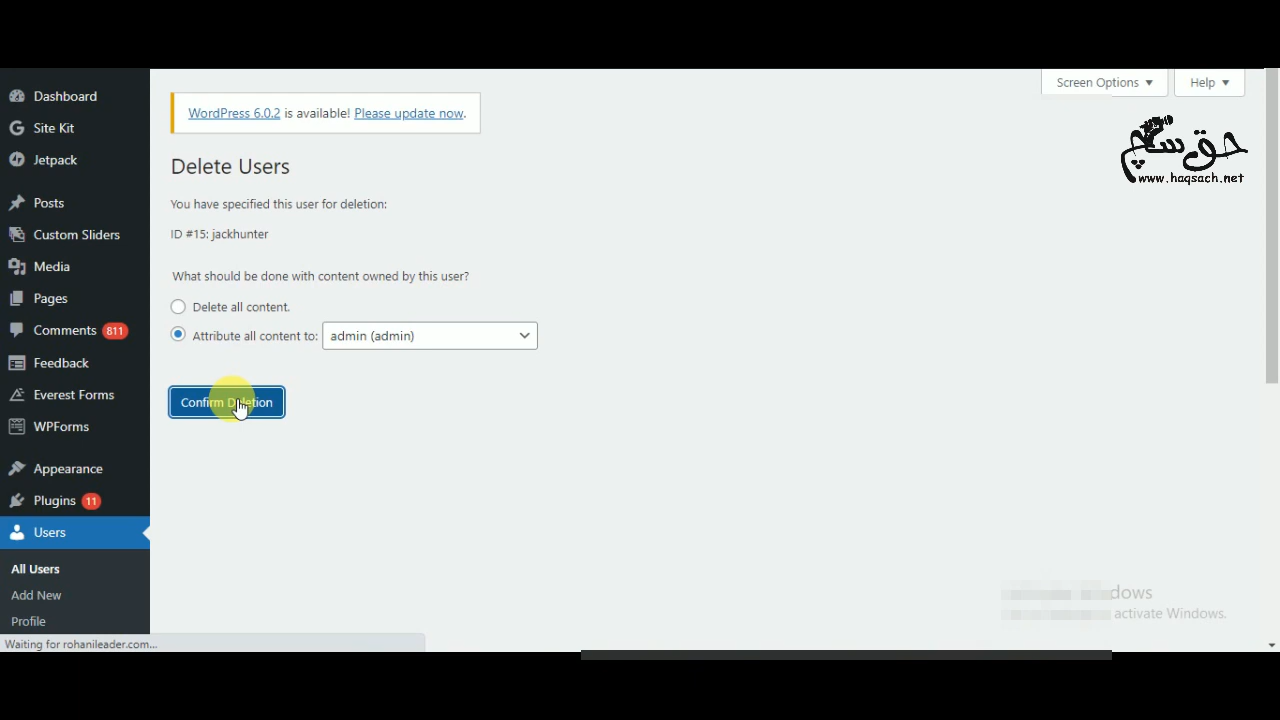 Screen Options
Help
Dashboard
Site Kit
Jetpack
Posts
Custom Sliders
Media
Pages
Comments 811
Feedback
Everest Forms
WPForms
Appearance
Plugins 11
Users
All Users
Add New
Profile
WordPress 6.0.2 is available! Please update now.
حق سچ
www.haqsach.net
Delete Users
You have specified this user for deletion:
ID #15: jackhunter
What should be done with content owned by this user?
Delete all content.
Attribute all content to: admin (admin)
Confirm Deletion
activate Windows.
Waiting for rohanileader.com...